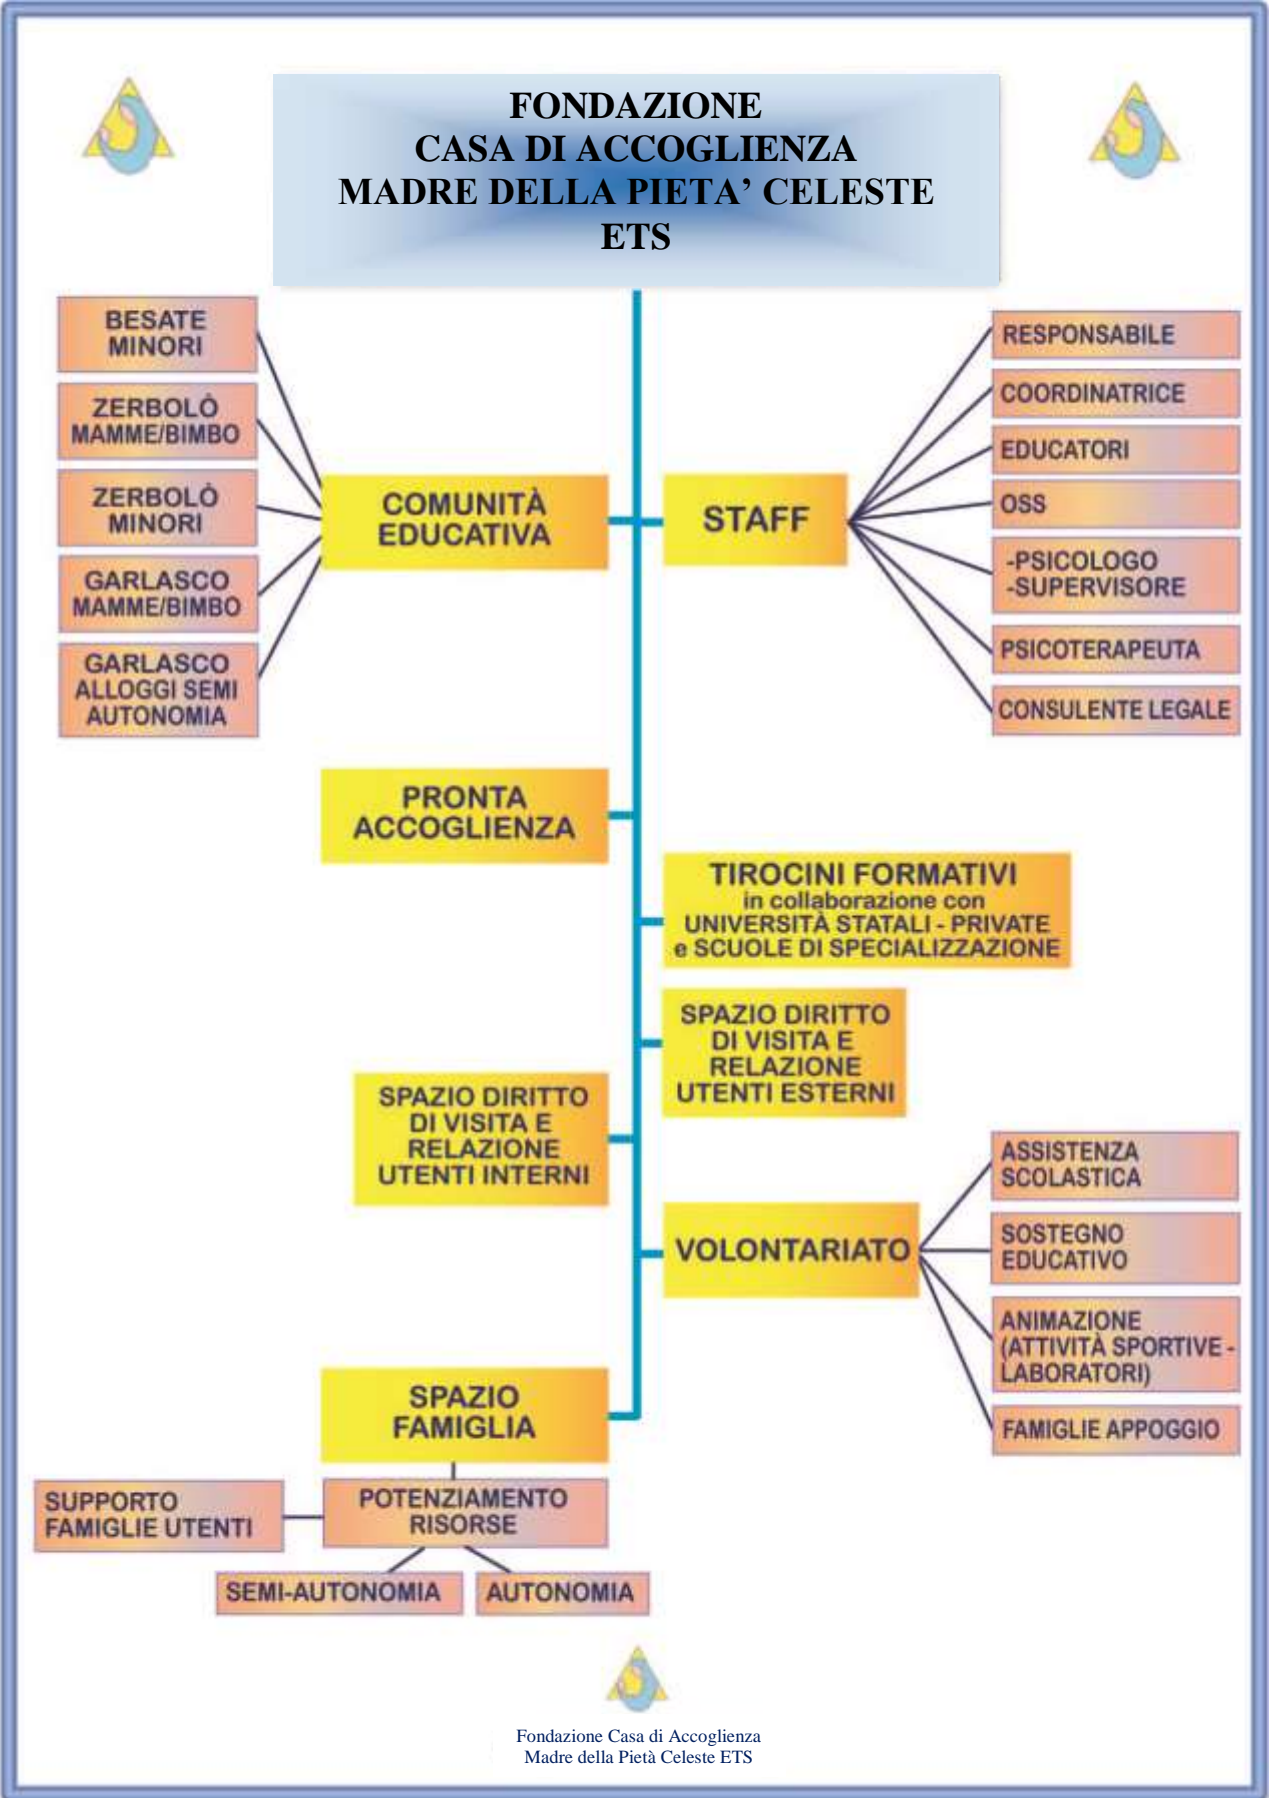 FONDAZIONE
CASA DI ACCOGLIENZA
MADRE DELLA PIETA’ CELESTE
ETS
BESATE
MINORI
ZERBOLÒ
MAMME/BIMBO
ZERBOLÒ
MINORI
GARLASCO
MAMME/BIMBO
GARLASCO
ALLOGGI SEMI
AUTONOMIA
COMUNITÀ
EDUCATIVA
STAFF
RESPONSABILE
COORDINATRICE
EDUCATORI
OSS
-PSICOLOGO
-SUPERVISORE
PSICOTERAPEUTA
CONSULENTE LEGALE
PRONTA
ACCOGLIENZA
TIROCINI FORMATIVI
in collaborazione con
UNIVERSITÀ STATALI - PRIVATE
e SCUOLE DI SPECIALIZZAZIONE
SPAZIO DIRITTO
DI VISITA E
RELAZIONE
UTENTI ESTERNI
SPAZIO DIRITTO
DI VISITA E
RELAZIONE
UTENTI INTERNI
VOLONTARIATO
ASSISTENZA
SCOLASTICA
SOSTEGNO
EDUCATIVO
ANIMAZIONE
(ATTIVITÀ SPORTIVE -
LABORATORI)
FAMIGLIE APPOGGIO
SPAZIO
FAMIGLIA
SUPPORTO
FAMIGLIE UTENTI
POTENZIAMENTO
RISORSE
SEMI-AUTONOMIA
AUTONOMIA
Fondazione Casa di Accoglienza
Madre della Pietà Celeste ETS